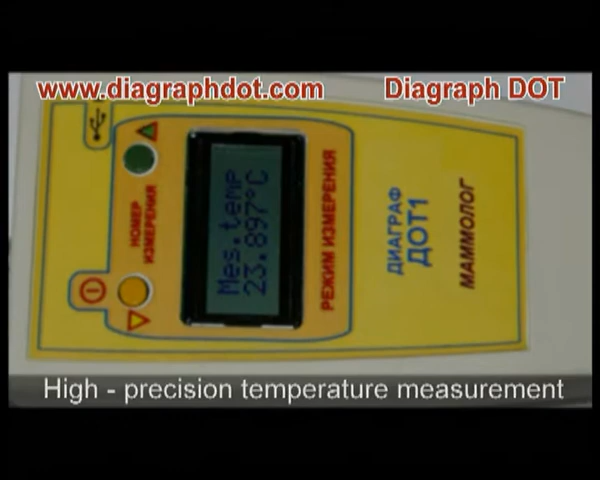 www.diagraphdot.com
Diagraph DOT
НОМЕР
ИЗМЕРЕНИЯ
Mes.temp
23.897°C
РЕЖИМ ИЗМЕРЕНИЯ
ДИАГРАФ
ДОТ1
МАММОЛОГ
High - precision temperature measurement